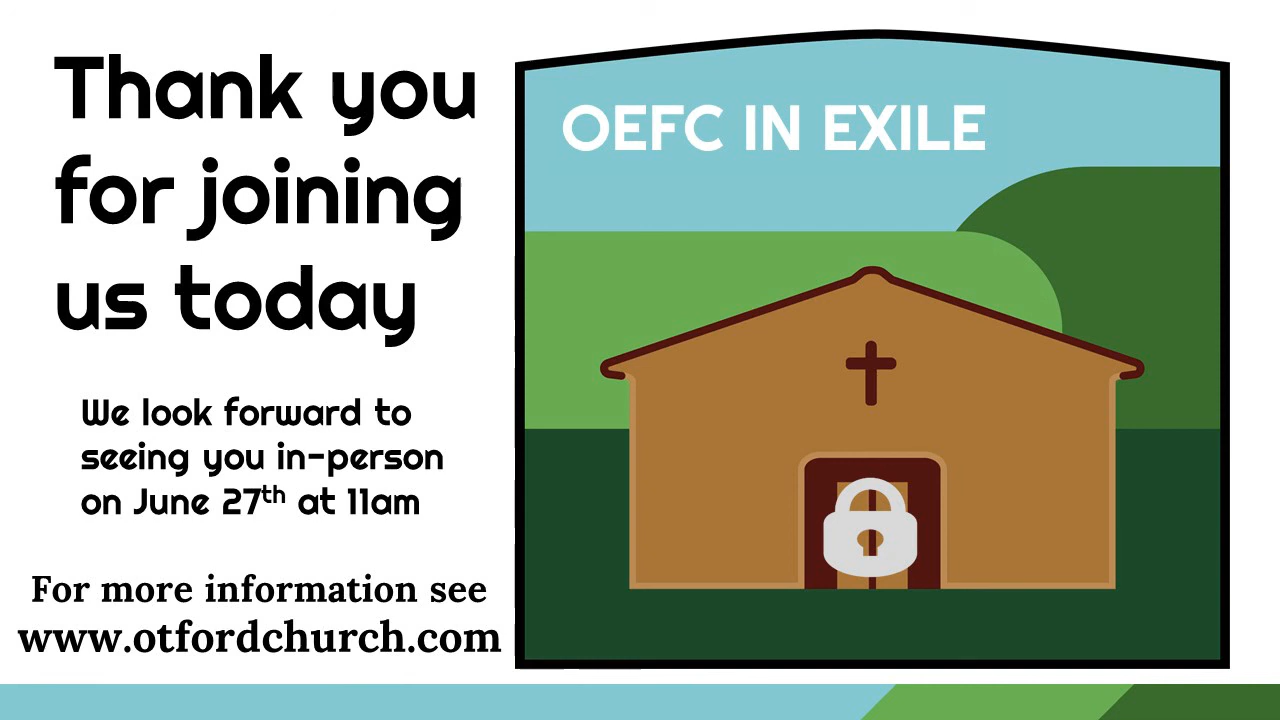 Thank you
for joining
us today
We look forward to
seeing you in-person
on June 27th at 11am
For more information see
www.otfordchurch.com
OEFC IN EXILE